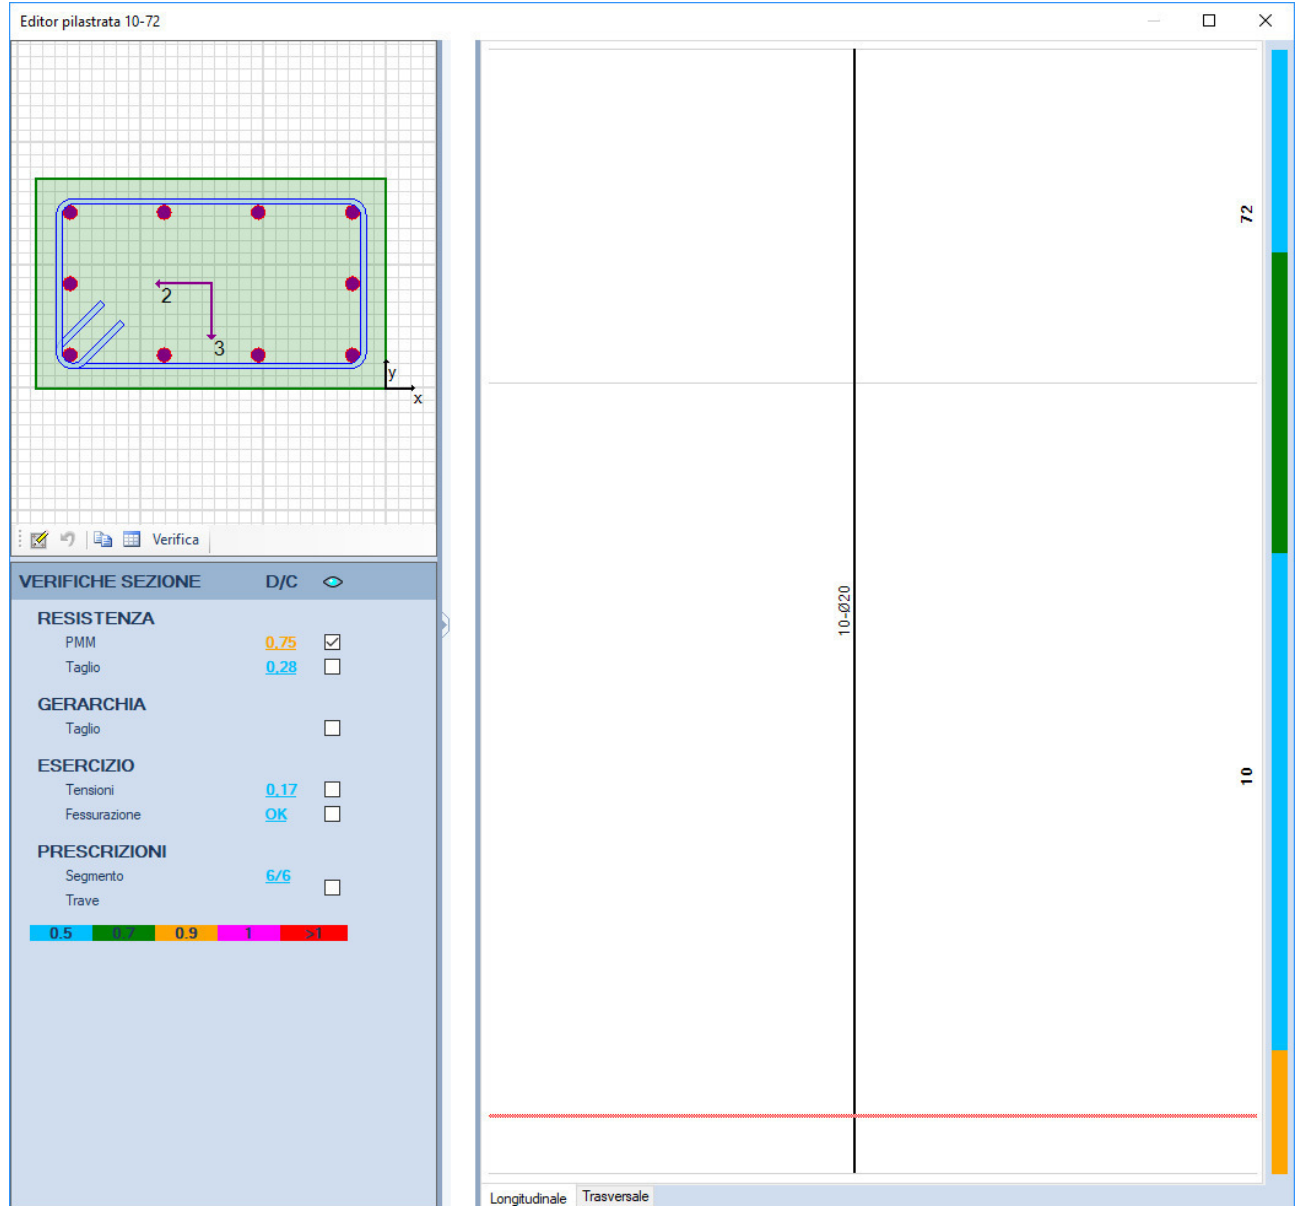 Editor pilastrata 10-72
2
3
y
x
Verifica
VERIFICHE SEZIONE D/C
RESISTENZA
PMM 0,75
Taglio 0,28
GERARCHIA
Taglio
ESERCIZIO
Tensioni 0,17
Fessurazione OK
PRESCRIZIONI
Segmento 6/6
Trave
0.5 0.7 0.9 1 >1
72
10-Ø20
10
Longitudinale Trasversale